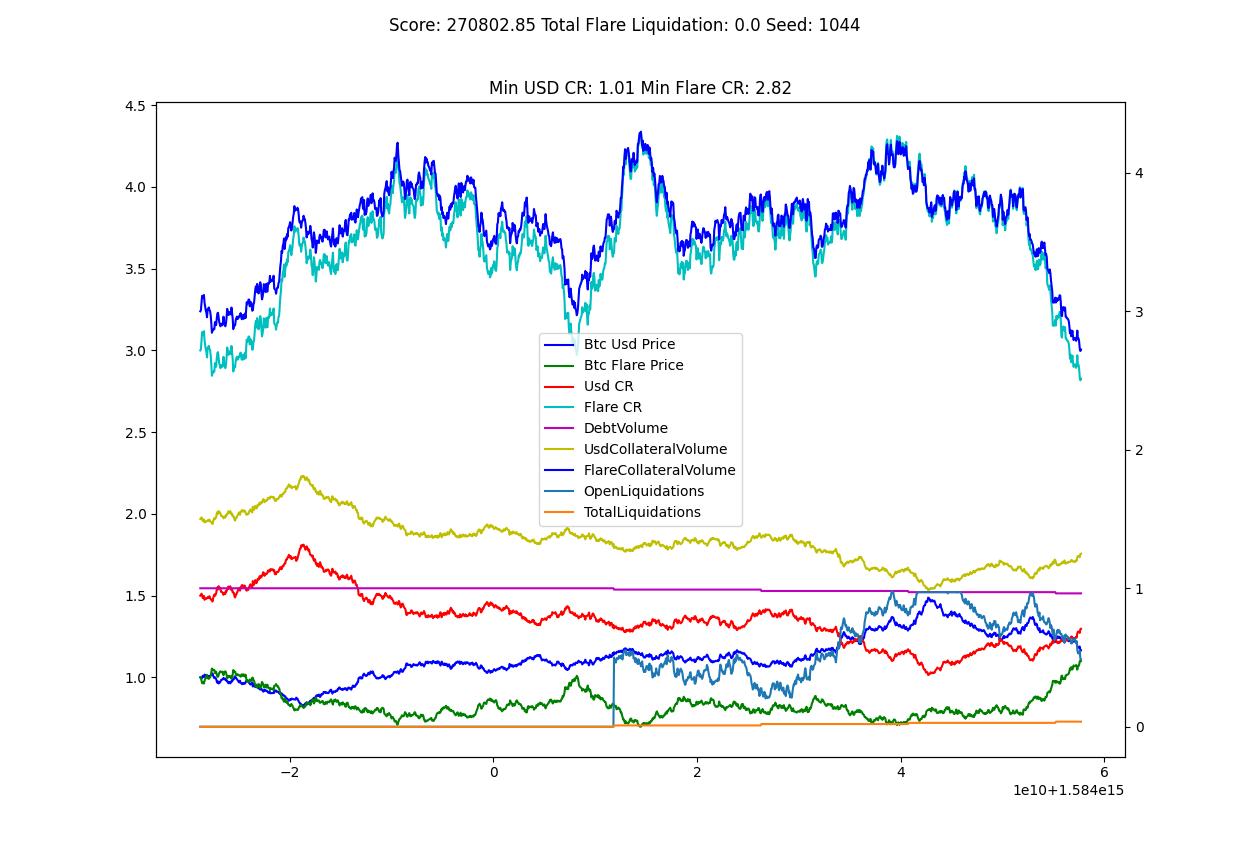 Score: 270802.85 Total Flare Liquidation: 0.0 Seed: 1044
Min USD CR: 1.01 Min Flare CR: 2.82
4.5
4.0
3.5
3.0
2.5
2.0
1.5
1.0
4
3
2
1
0
Btc Usd Price
Btc Flare Price
Usd CR
Flare CR
DebtVolume
UsdCollateralVolume
FlareCollateralVolume
OpenLiquidations
TotalLiquidations
−2 0 2 4 6
1e10+1.584e15